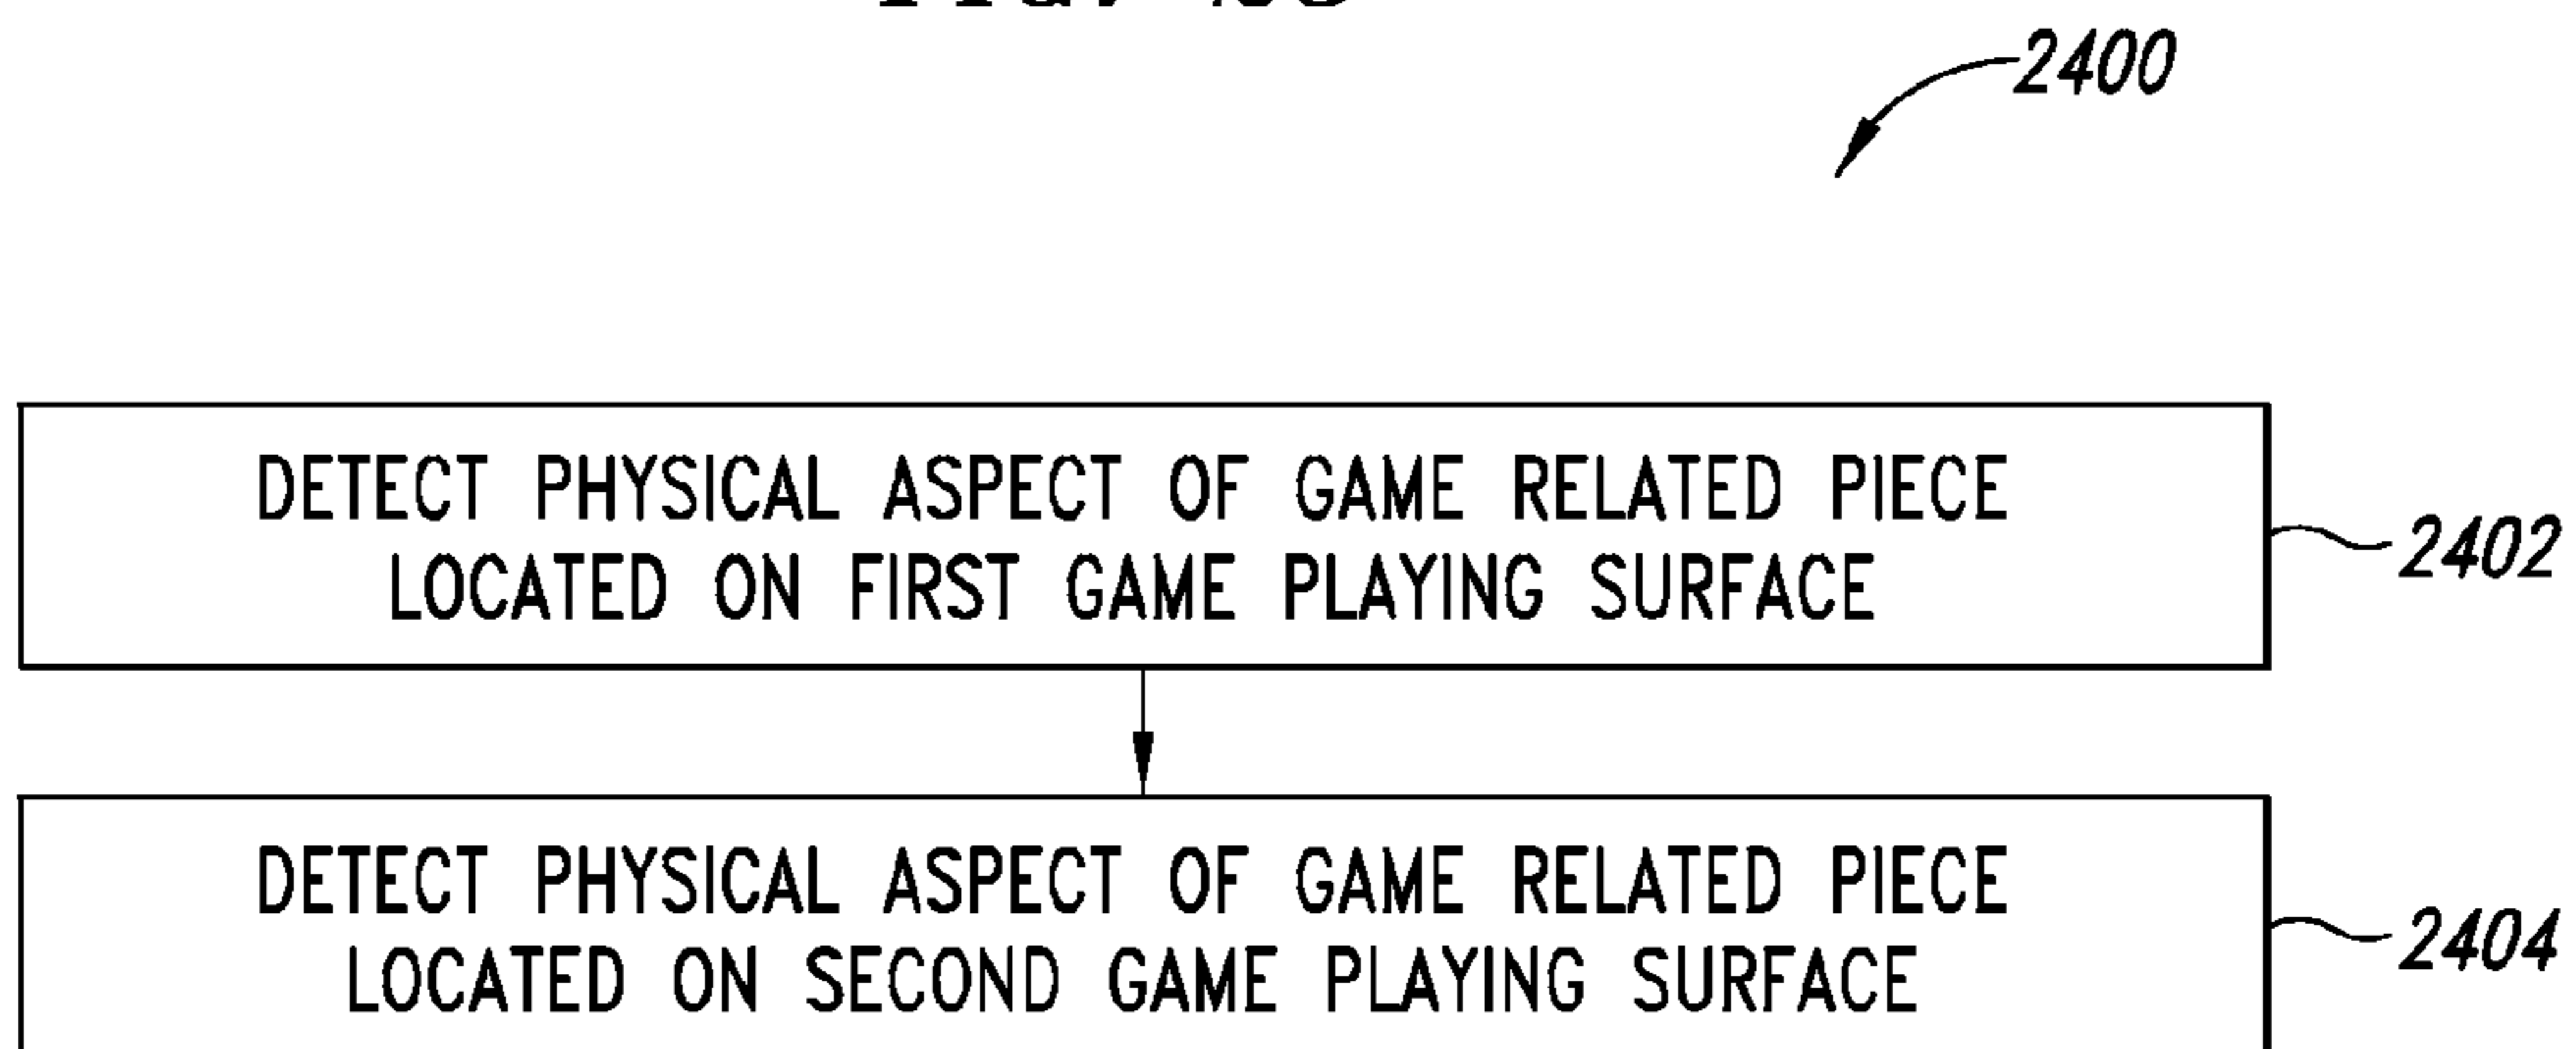 2400
DETECT PHYSICAL ASPECT OF GAME RELATED PIECE
LOCATED ON FIRST GAME PLAYING SURFACE
2402
DETECT PHYSICAL ASPECT OF GAME RELATED PIECE
LOCATED ON SECOND GAME PLAYING SURFACE
2404